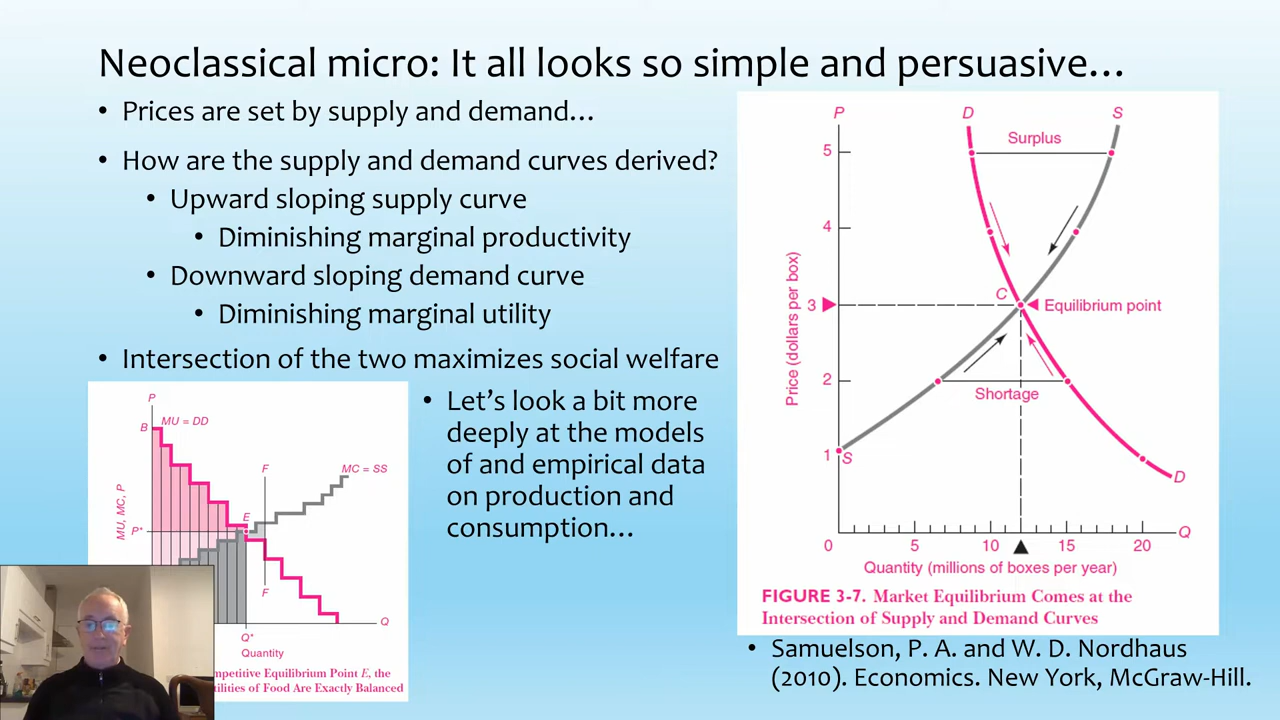 Neoclassical micro: It all looks so simple and persuasive…
• Prices are set by supply and demand…
• How are the supply and demand curves derived?
• Upward sloping supply curve
• Diminishing marginal productivity
• Downward sloping demand curve
• Diminishing marginal utility
• Intersection of the two maximizes social welfare
• Let's look a bit more
deeply at the models
of and empirical data
on production and
consumption…
P
B
MU = DD
F
MC = SS
MU, MC, P
E
P*
F
Q
Q*
Quantity
Competitive Equilibrium Point E, the
Utilities of Food Are Exactly Balanced
P
D
S
5
Surplus
4
Price (dollars per box)
C
3
Equilibrium point
2
Shortage
1
S
D
Q
0
5
10
15
20
Quantity (millions of boxes per year)
FIGURE 3-7. Market Equilibrium Comes at the
Intersection of Supply and Demand Curves
• Samuelson, P. A. and W. D. Nordhaus
(2010). Economics. New York, McGraw-Hill.